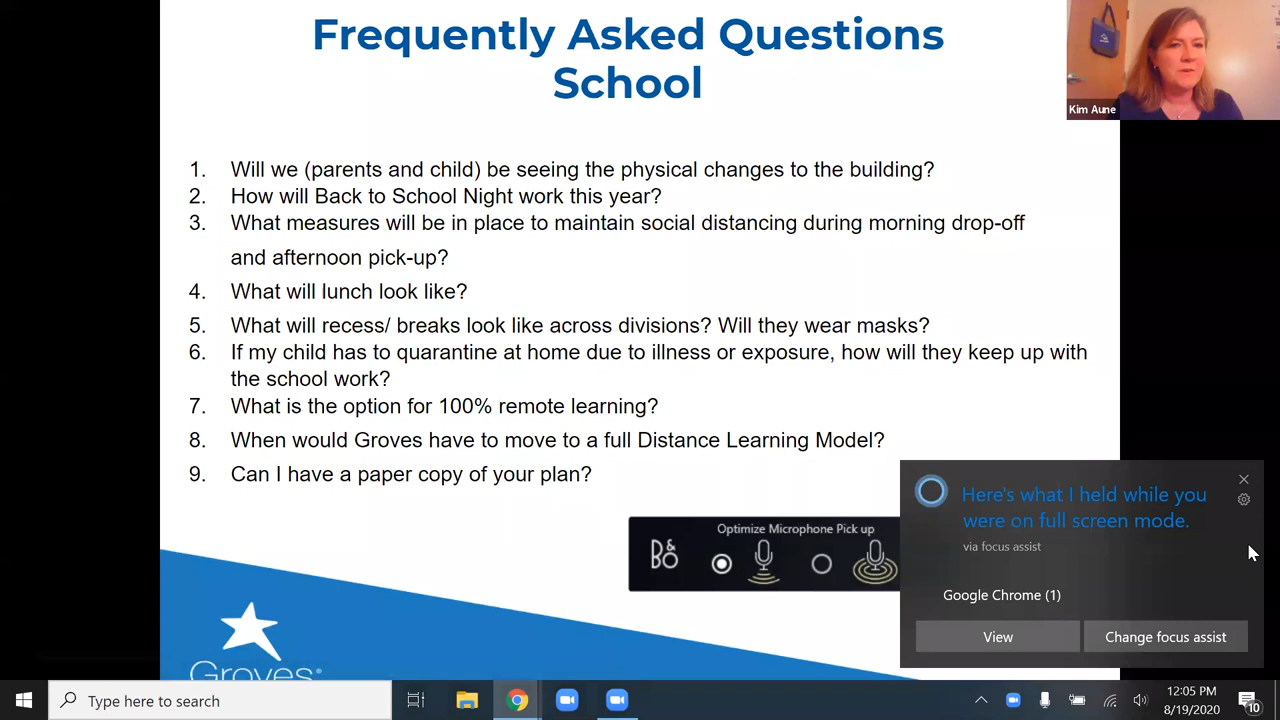 Frequently Asked Questions
School
Kim Aune
1. Will we (parents and child) be seeing the physical changes to the building?
2. How will Back to School Night work this year?
3. What measures will be in place to maintain social distancing during morning drop-off
and afternoon pick-up?
4. What will lunch look like?
5. What will recess/ breaks look like across divisions? Will they wear masks?
6. If my child has to quarantine at home due to illness or exposure, how will they keep up with
the school work?
7. What is the option for 100% remote learning?
8. When would Groves have to move to a full Distance Learning Model?
9. Can I have a paper copy of your plan?
Optimize Microphone Pick up
B&O
Here's what I held while you
were on full screen mode.
via focus assist
Google Chrome (1)
View
Change focus assist
Groves
Type here to search
12:05 PM
8/19/2020
10